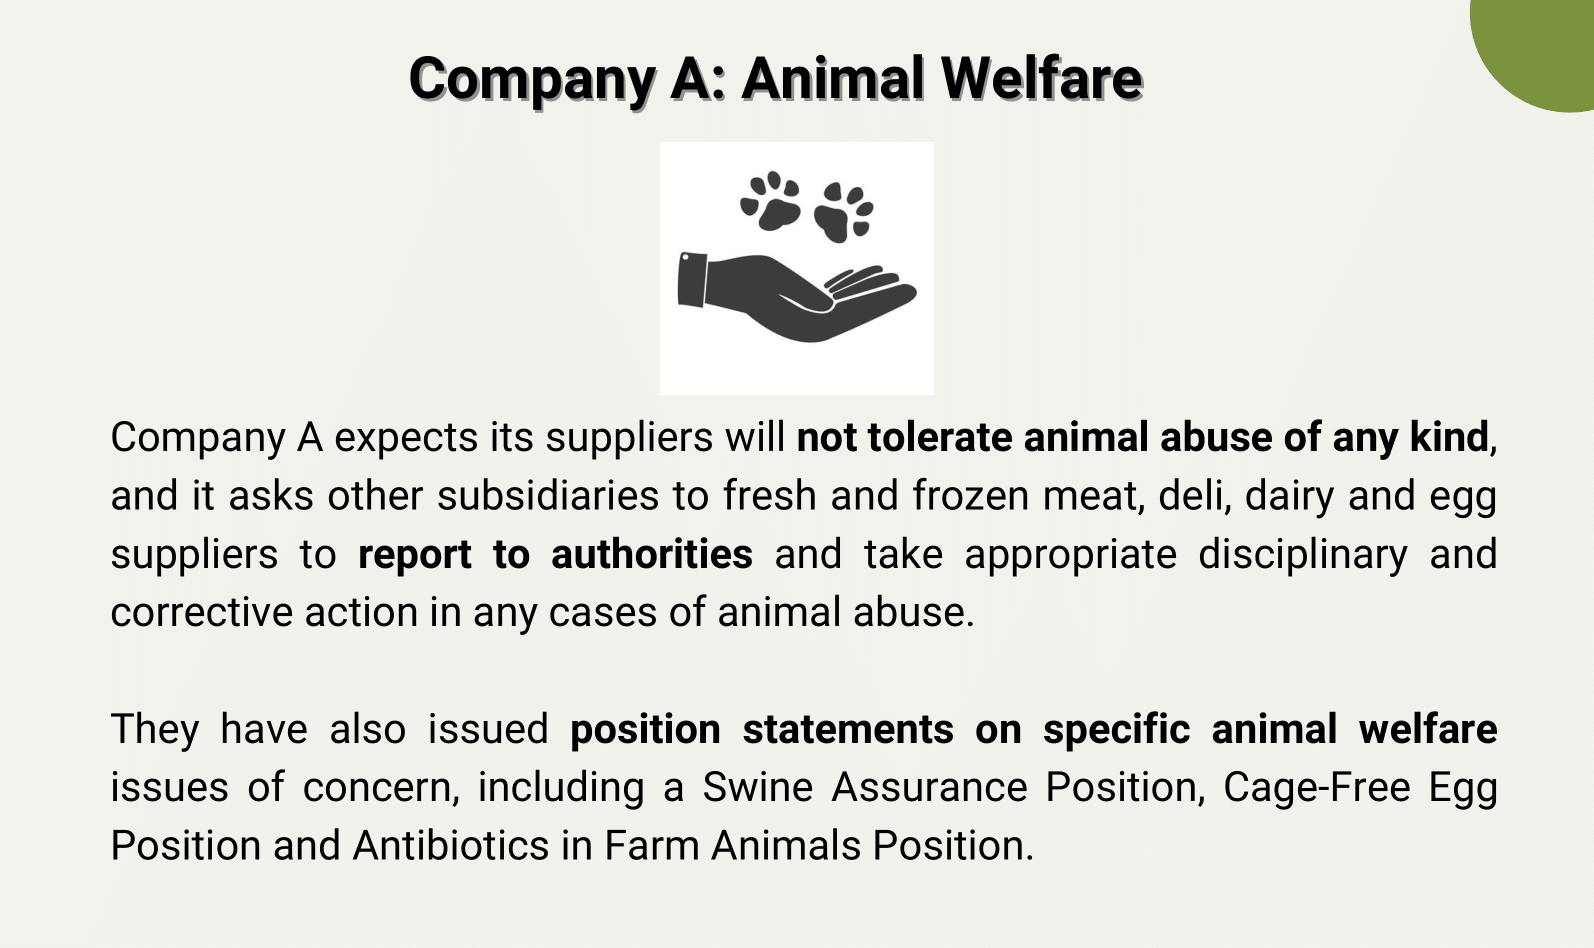 Company A: Animal Welfare
Company A expects its suppliers will not tolerate animal abuse of any kind,
and it asks other subsidiaries to fresh and frozen meat, deli, dairy and egg
suppliers to report to authorities and take appropriate disciplinary and
corrective action in any cases of animal abuse.
They have also issued position statements on specific animal welfare
issues of concern, including a Swine Assurance Position, Cage-Free Egg
Position and Antibiotics in Farm Animals Position.